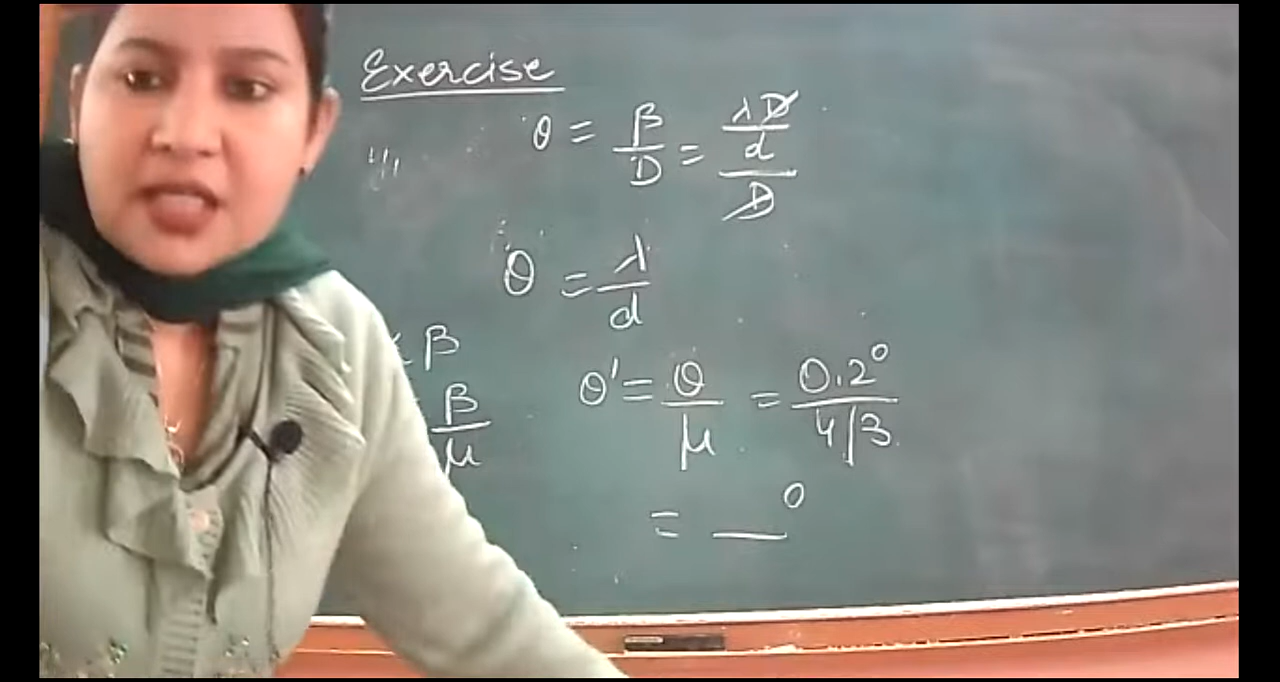 Exercise
θ = β/D = (λD/d)/D
θ = λ/d
β
β/μ
θ' = θ/μ = 0.2°/4/3
= __°